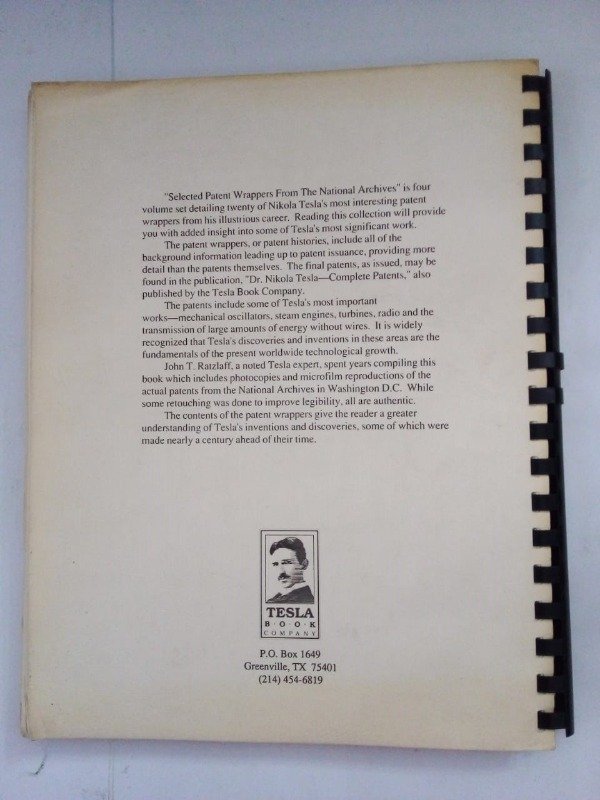 "Selected Patent Wrappers From The National Archives" is four
volume set detailing twenty of Nikola Tesla's most interesting patent
wrappers from his illustrious career. Reading this collection will provide
you with added insight into some of Tesla's most significant work.
The patent wrappers, or patent histories, include all of the
background information leading up to patent issuance, providing more
detail than the patents themselves. The final patents, as issued, may be
found in the publication, "Dr. Nikola Tesla—Complete Patents," also
published by the Tesla Book Company.
The patents include some of Tesla's most important
works—mechanical oscillators, steam engines, turbines, radio and the
transmission of large amounts of energy without wires. It is widely
recognized that Tesla's discoveries and inventions in these areas are the
fundamentals of the present worldwide technological growth.
John T. Ratzlaff, a noted Tesla expert, spent years compiling this
book which includes photocopies and microfilm reproductions of the
actual patents from the National Archives in Washington D.C. While
some retouching was done to improve legibility, all are authentic.
The contents of the patent wrappers give the reader a greater
understanding of Tesla's inventions and discoveries, some of which were
made nearly a century ahead of their time.
TESLA
B·O·O·K
COMPANY
P.O. Box 1649
Greenville, TX 75401
(214) 454-6819